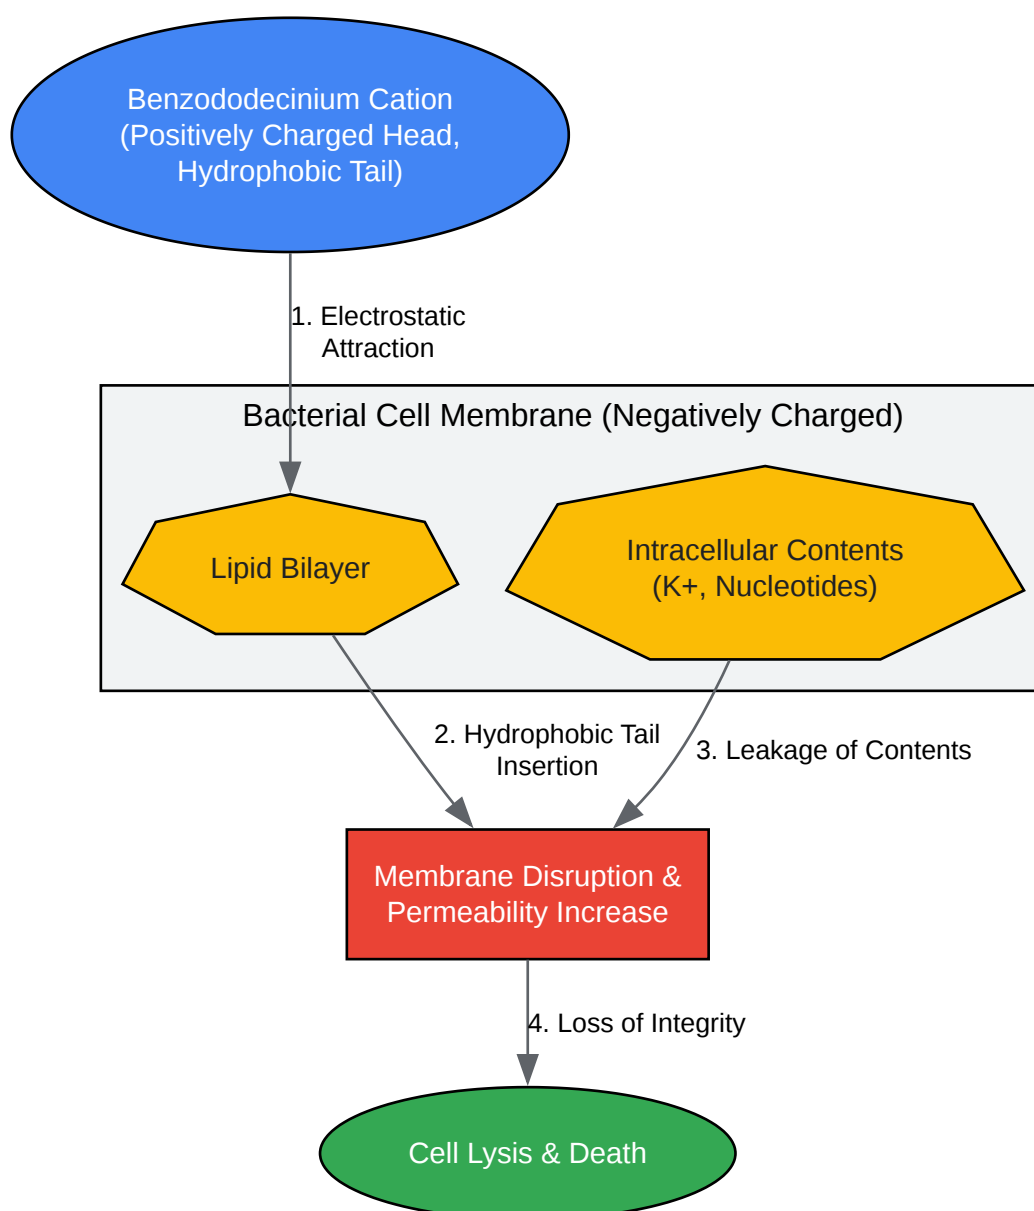 Benzododecinium Cation
(Positively Charged Head,
Hydrophobic Tail)
1. Electrostatic
Attraction
Bacterial Cell Membrane (Negatively Charged)
Lipid Bilayer
Intracellular Contents
(K+, Nucleotides)
2. Hydrophobic Tail
Insertion
3. Leakage of Contents
Membrane Disruption &
Permeability Increase
4. Loss of Integrity
Cell Lysis & Death